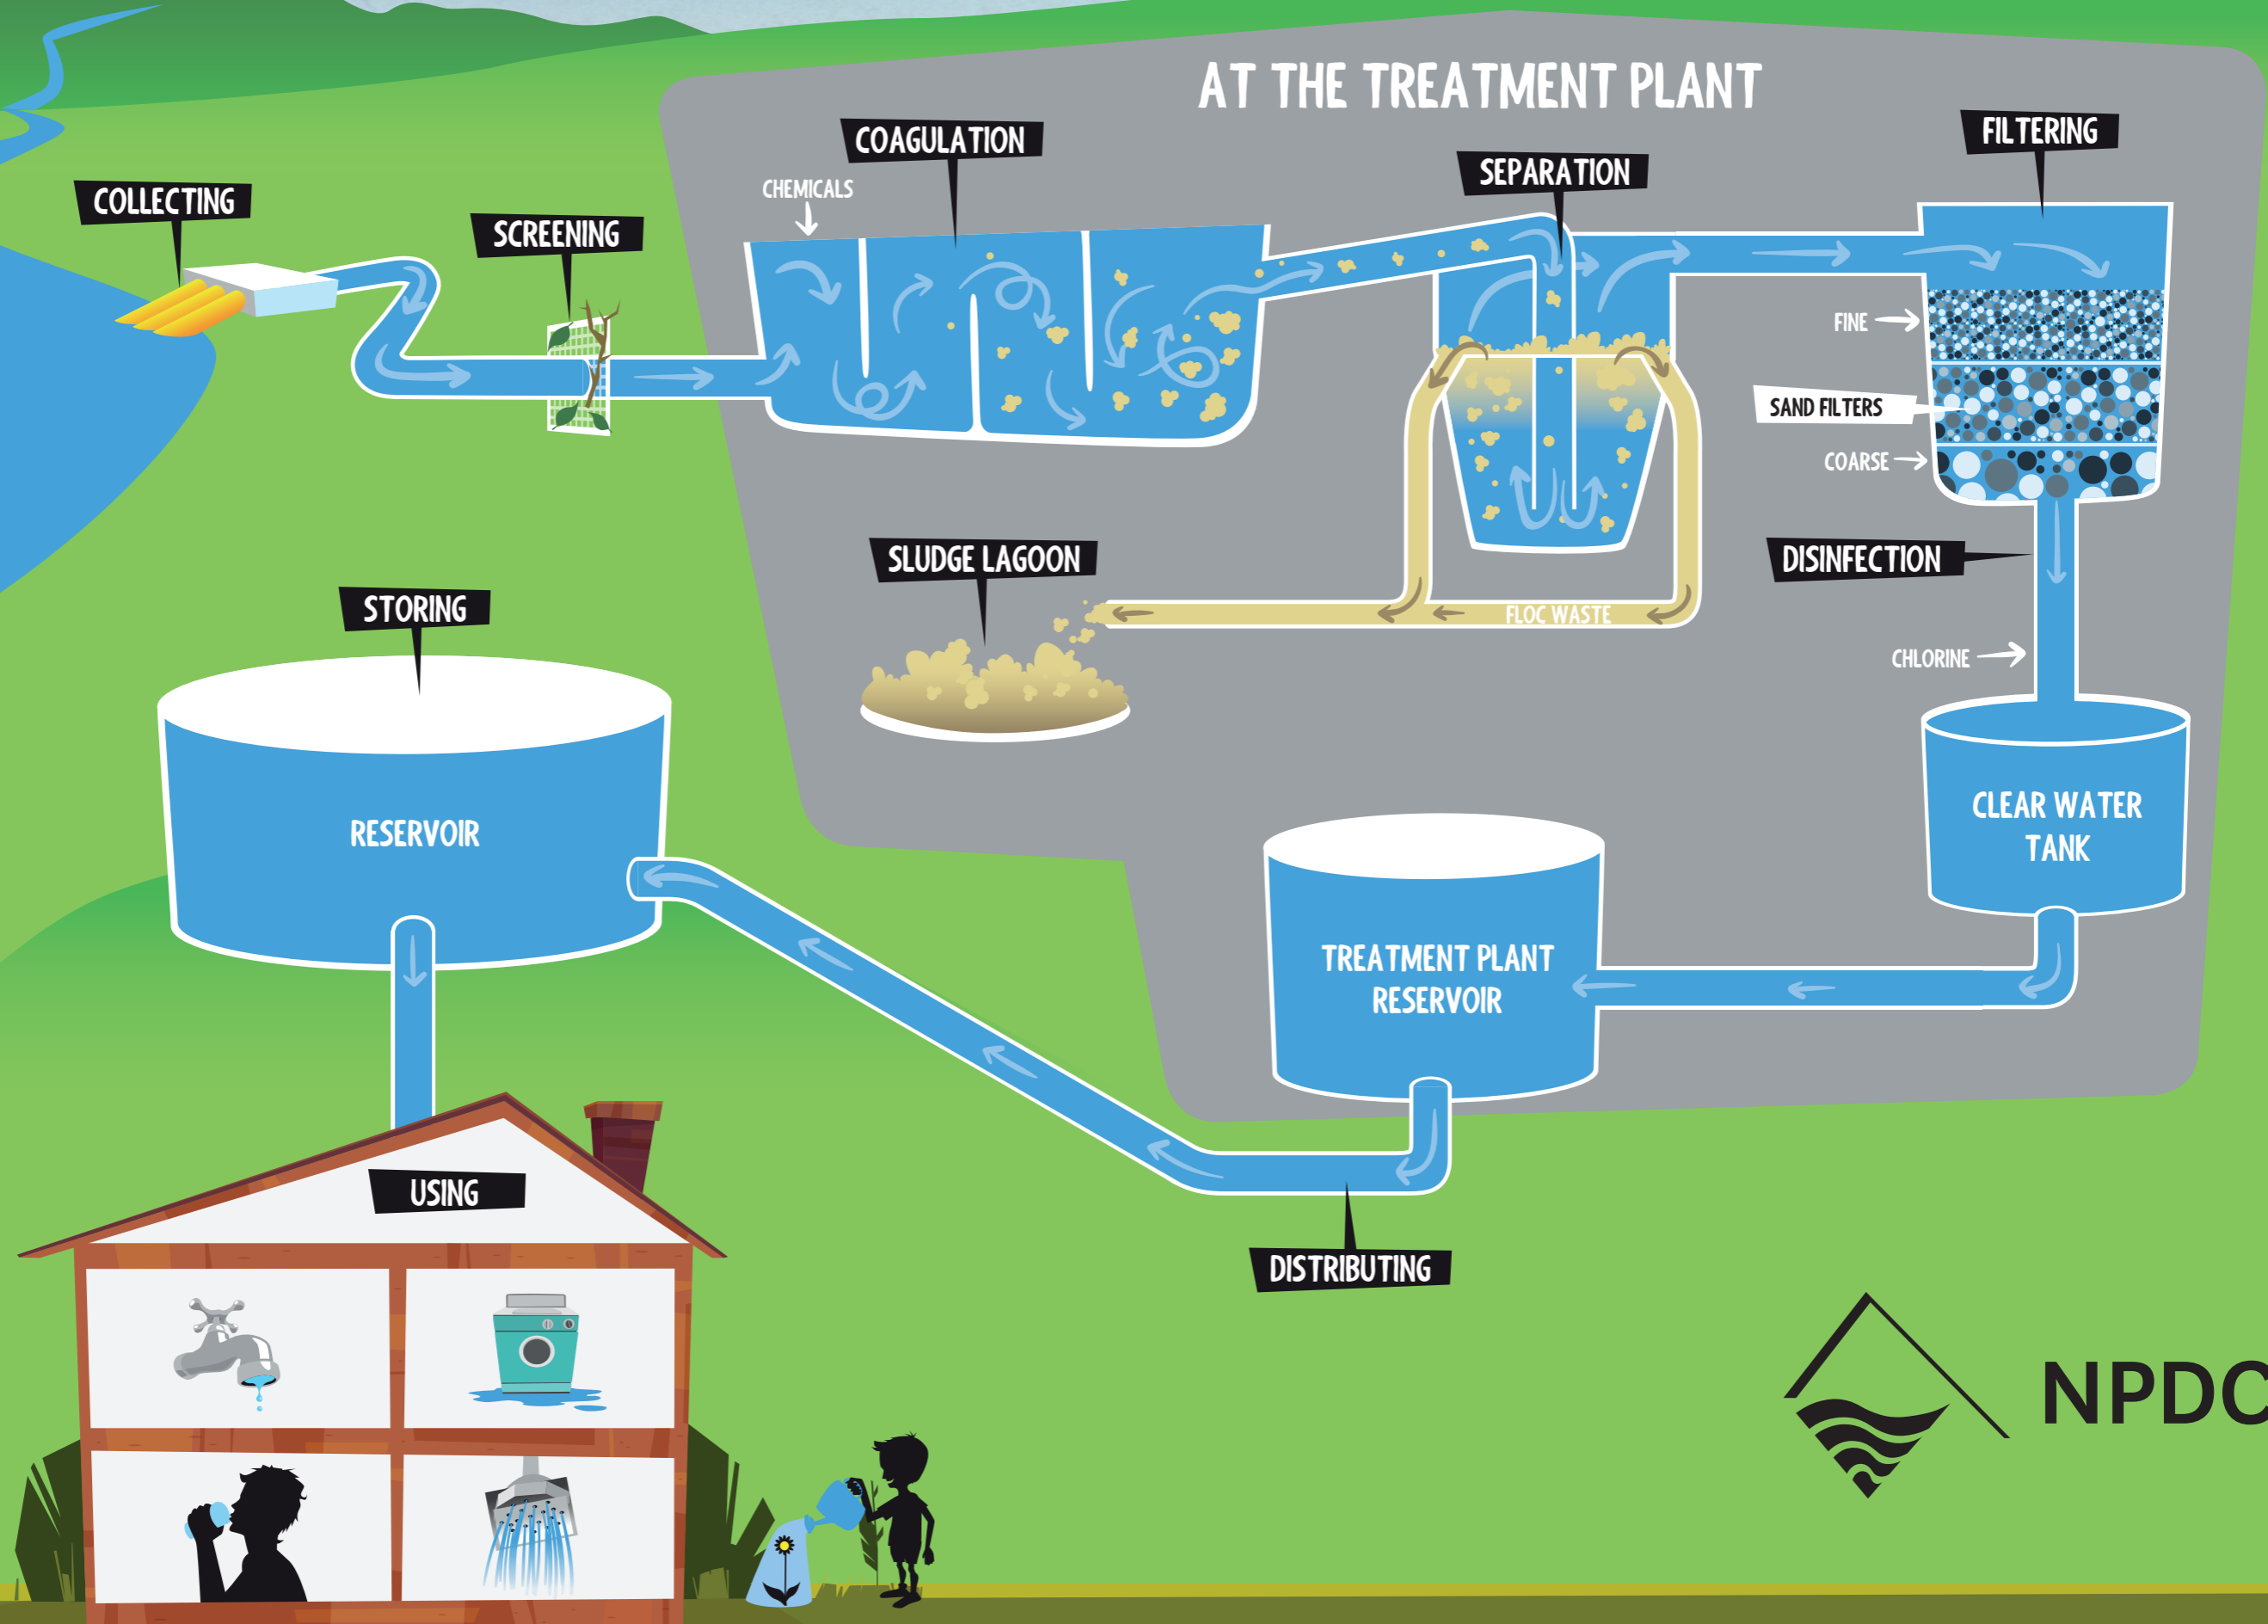 AT THE TREATMENT PLANT
COLLECTING
SCREENING
COAGULATION
CHEMICALS
SEPARATION
FILTERING
FINE
SAND FILTERS
COARSE
DISINFECTION
CHLORINE
SLUDGE LAGOON
FLOC WASTE
STORING
RESERVOIR
CLEAR WATER
TANK
TREATMENT PLANT
RESERVOIR
DISTRIBUTING
USING
NPDC